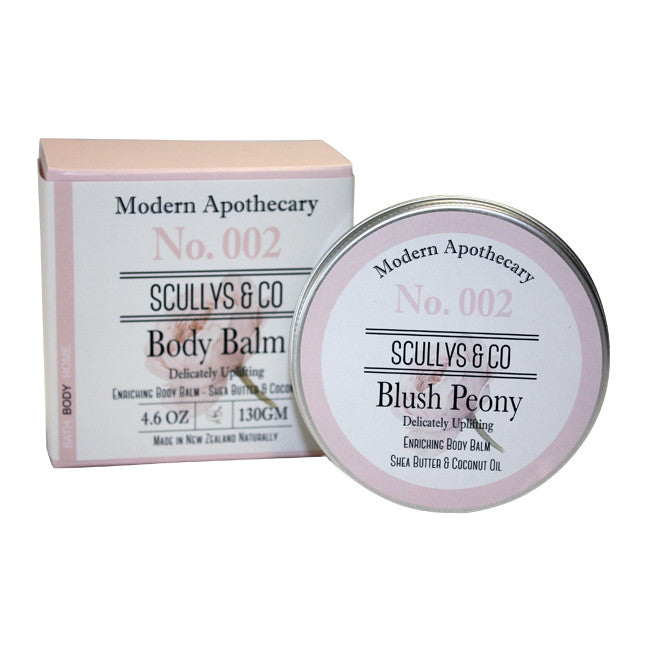 Modern Apothecary
No. 002
SCULLYS & CO
Body Balm
Delicately Uplifting
ENRICHING BODY BALM - SHEA BUTTER & COCON
4.6 OZ 130GM
MADE IN NEW ZEALAND NATURALLY
BATH BODY HOME
Modern Apothecary
No. 002
SCULLYS & CO
Blush Peony
Delicately Uplifting
ENRICHING BODY BALM
SHEA BUTTER & COCONUT OIL